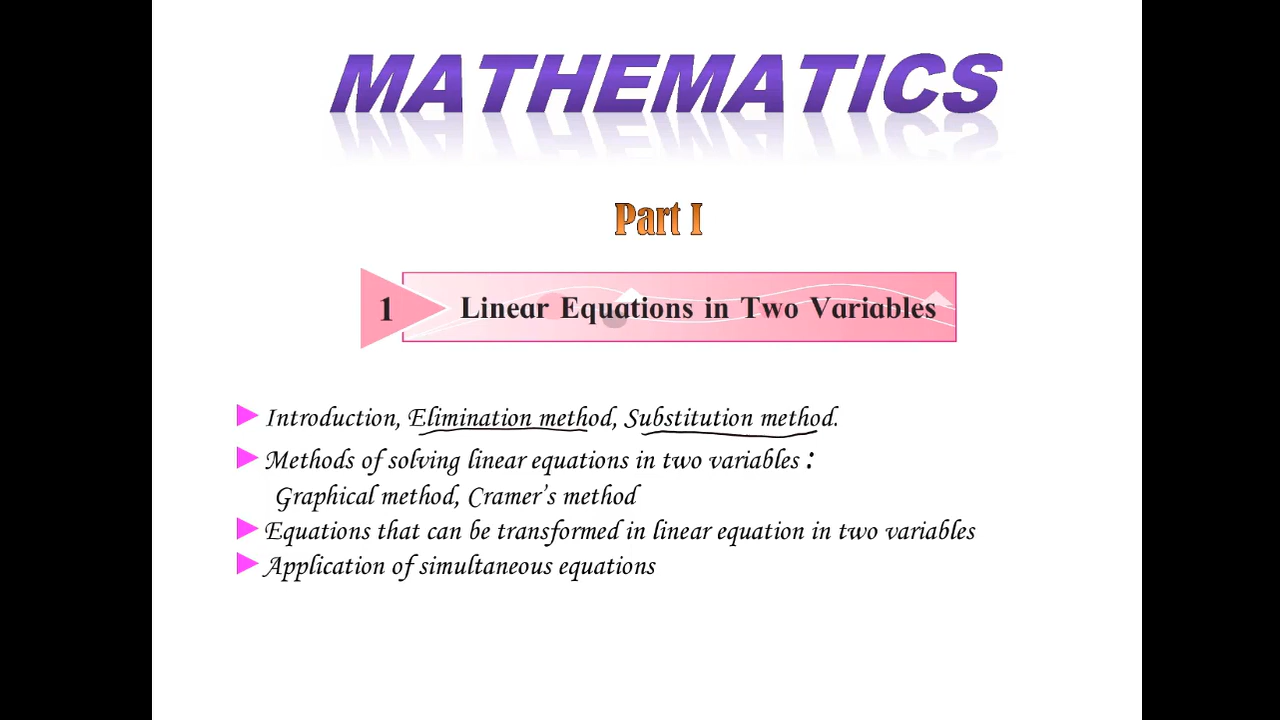 MATHEMATICS
Part I
1 Linear Equations in Two Variables
Introduction, Elimination method, Substitution method.
Methods of solving linear equations in two variables :
Graphical method, Cramer's method
Equations that can be transformed in linear equation in two variables
Application of simultaneous equations